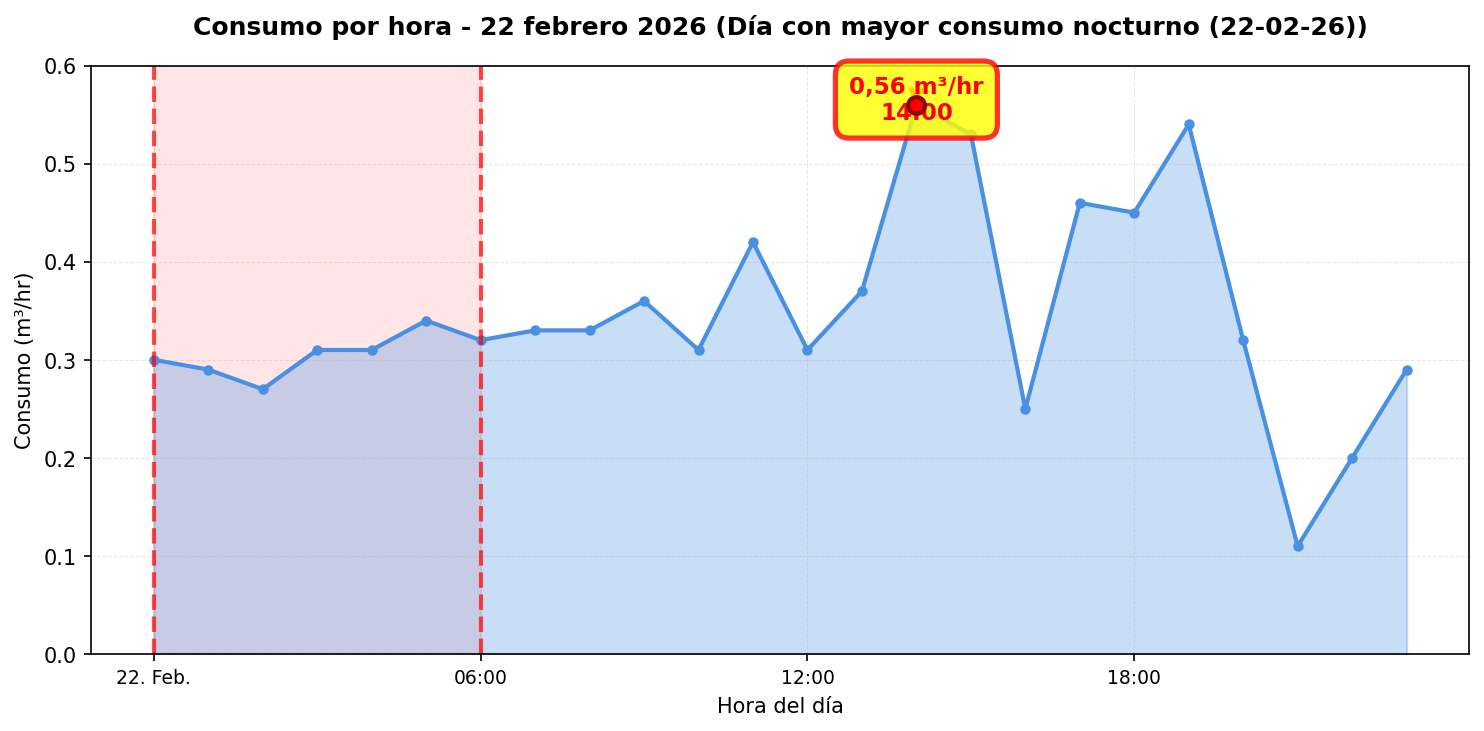 Consumo por hora - 22 febrero 2026 (Día con mayor consumo nocturno (22-02-26))
0,56 m³/hr
14:00
Consumo (m³/hr)
0.6
0.5
0.4
0.3
0.2
0.1
0.0
22. Feb.
06:00
12:00
18:00
Hora del día